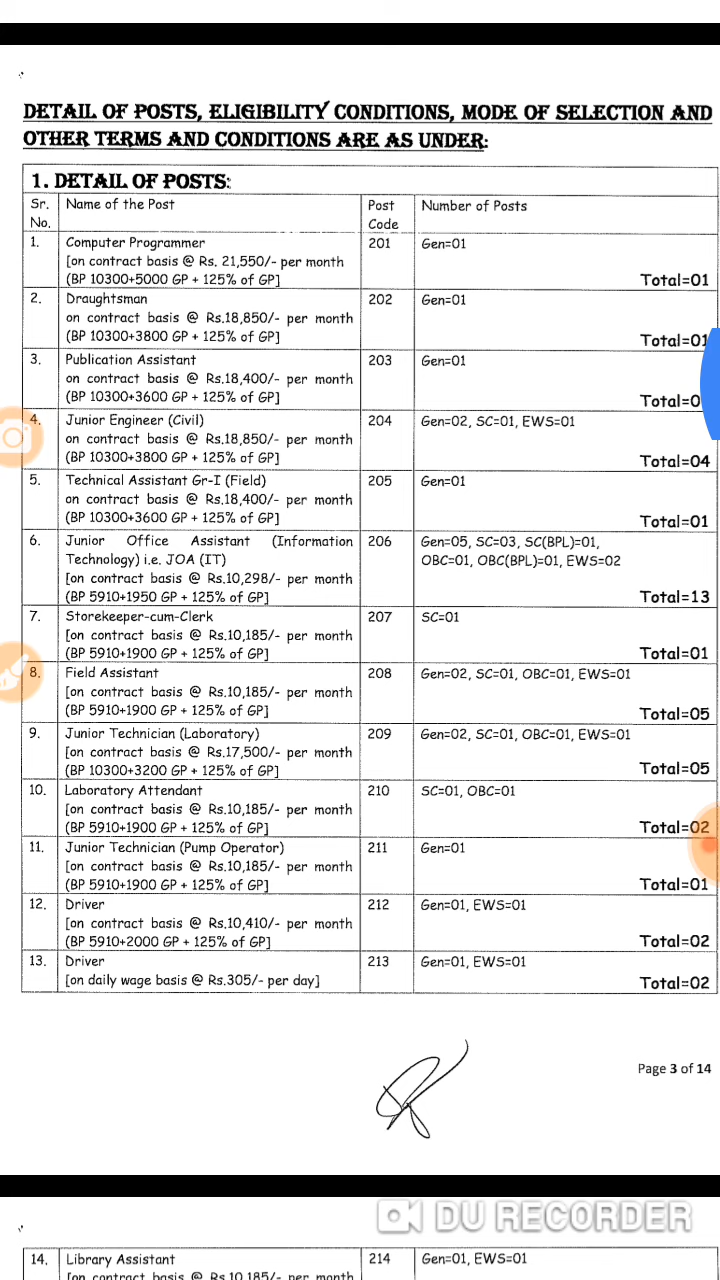 DETAIL OF POSTS, ELIGIBILITY CONDITIONS, MODE OF SELECTION AND
OTHER TERMS AND CONDITIONS ARE AS UNDER:
1. DETAIL OF POSTS:
Sr. No. Name of the Post Post Code Number of Posts
1. Computer Programmer 201 Gen=01
[on contract basis @ Rs. 21,550/- per month
(BP 10300+5000 GP + 125% of GP] Total=01
2. Draughtsman 202 Gen=01
on contract basis @ Rs.18,850/- per month
(BP 10300+3800 GP + 125% of GP] Total=01
3. Publication Assistant 203 Gen=01
on contract basis @ Rs.18,400/- per month
(BP 10300+3600 GP + 125% of GP] Total=0
4. Junior Engineer (Civil) 204 Gen=02, SC=01, EWS=01
on contract basis @ Rs.18,850/- per month
(BP 10300+3800 GP + 125% of GP] Total=04
5. Technical Assistant Gr-I (Field) 205 Gen=01
on contract basis @ Rs.18,400/- per month
(BP 10300+3600 GP + 125% of GP] Total=01
6. Junior Office Assistant (Information 206 Gen=05, SC=03, SC(BPL)=01,
Technology) i.e. JOA (IT) OBC=01, OBC(BPL)=01, EWS=02
[on contract basis @ Rs.10,298/- per month
(BP 5910+1950 GP + 125% of GP] Total=13
7. Storekeeper-cum-Clerk 207 SC=01
[on contract basis @ Rs.10,185/- per month
(BP 5910+1900 GP + 125% of GP] Total=01
8. Field Assistant 208 Gen=02, SC=01, OBC=01, EWS=01
[on contract basis @ Rs.10,185/- per month
(BP 5910+1900 GP + 125% of GP] Total=05
9. Junior Technician (Laboratory) 209 Gen=02, SC=01, OBC=01, EWS=01
[on contract basis @ Rs.17,500/- per month
(BP 10300+3200 GP + 125% of GP] Total=05
10. Laboratory Attendant 210 SC=01, OBC=01
[on contract basis @ Rs.10,185/- per month
(BP 5910+1900 GP + 125% of GP] Total=02
11. Junior Technician (Pump Operator) 211 Gen=01
[on contract basis @ Rs.10,185/- per month
(BP 5910+1900 GP + 125% of GP] Total=01
12. Driver 212 Gen=01, EWS=01
[on contract basis @ Rs.10,410/- per month
(BP 5910+2000 GP + 125% of GP] Total=02
13. Driver 213 Gen=01, EWS=01
[on daily wage basis @ Rs.305/- per day] Total=02
Page 3 of 14
DU RECORDER
14. Library Assistant 214 Gen=01, EWS=01
[on contract basis @ Rs.10,185/- per month